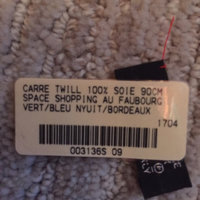 CARRE TWILL 100% SOIE 90CM
SPACE SHOPPING AU FAUBOURG
VERT/BLEU NYUIT/BORDEAUX
1704
003136S 09